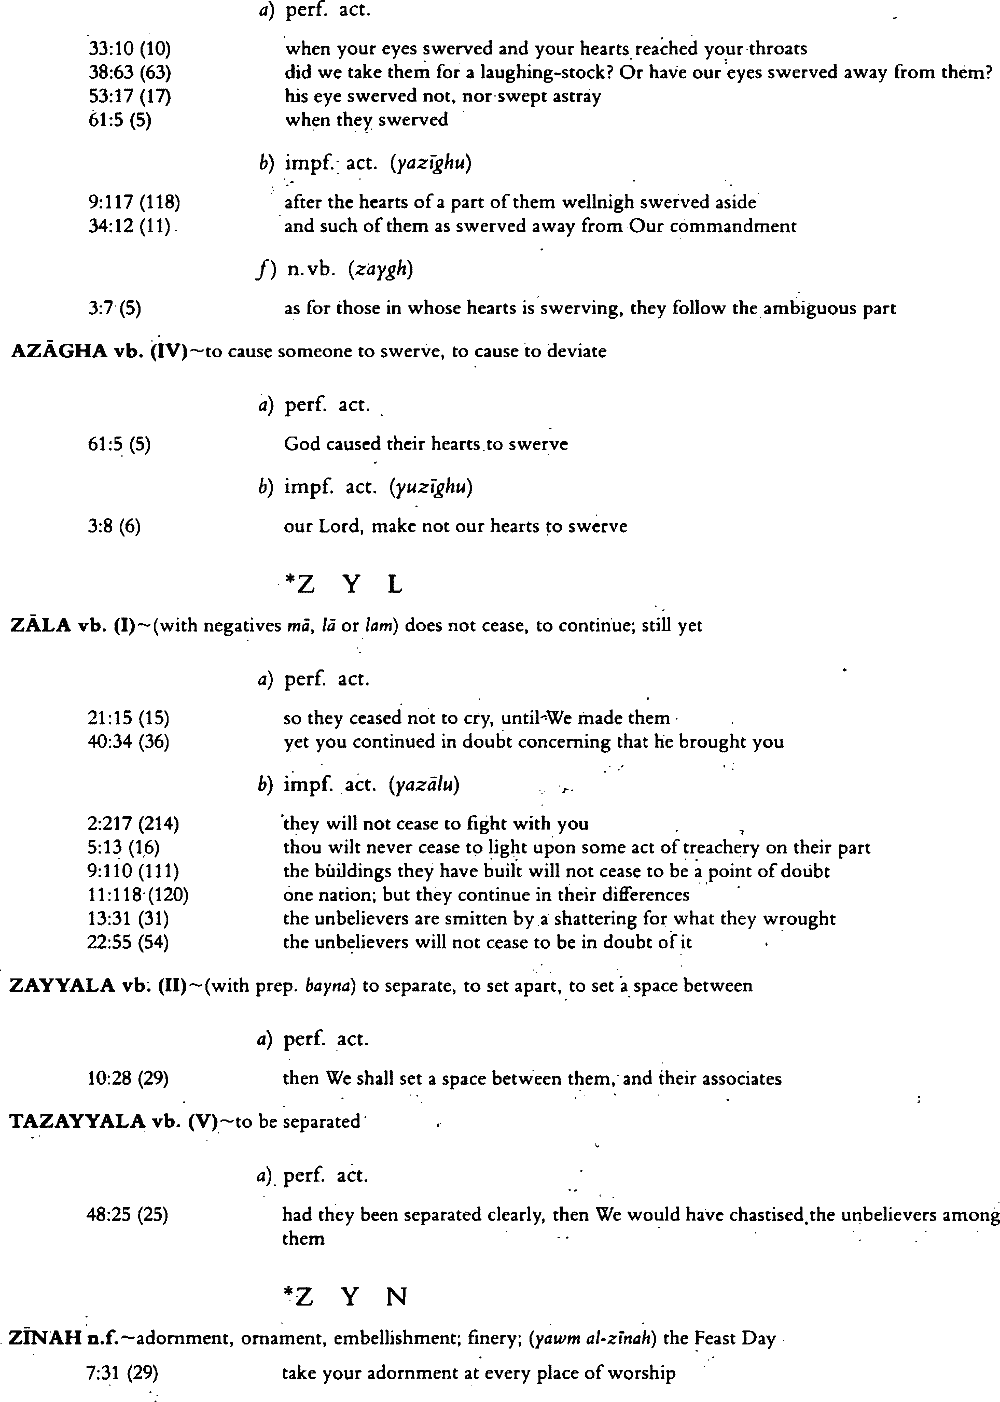 a) perf. act.
33:10 (10) when your eyes swerved and your hearts reached your throats
38:63 (63) did we take them for a laughing-stock? Or have our eyes swerved away from them?
53:17 (17) his eye swerved not, nor swept astray
61:5 (5) when they swerved
b) impf. act. (yazīghu)
9:117 (118) after the hearts of a part of them wellnigh swerved aside
34:12 (11) and such of them as swerved away from Our commandment
f) n.vb. (zaygh)
3:7 (5) as for those in whose hearts is swerving, they follow the ambiguous part
AZĀGHA vb. (IV)~to cause someone to swerve, to cause to deviate
a) perf. act.
61:5 (5) God caused their hearts to swerve
b) impf. act. (yuzīghu)
3:8 (6) our Lord, make not our hearts to swerve
*Z Y L
ZĀLA vb. (I)~(with negatives mā, lā or lam) does not cease, to continue; still yet
a) perf. act.
21:15 (15) so they ceased not to cry, until We made them
40:34 (36) yet you continued in doubt concerning that he brought you
b) impf. act. (yazālu)
2:217 (214) they will not cease to fight with you
5:13 (16) thou wilt never cease to light upon some act of treachery on their part
9:110 (111) the buildings they have built will not cease to be a point of doubt
11:118 (120) one nation; but they continue in their differences
13:31 (31) the unbelievers are smitten by a shattering for what they wrought
22:55 (54) the unbelievers will not cease to be in doubt of it
ZAYYALA vb. (II)~(with prep. bayna) to separate, to set apart, to set a space between
a) perf. act.
10:28 (29) then We shall set a space between them, and their associates
TAZAYYALA vb. (V)~to be separated
a) perf. act.
48:25 (25) had they been separated clearly, then We would have chastised the unbelievers among
them
*Z Y N
ZĪNAH n.f.~adornment, ornament, embellishment; finery; (yawm al-zīnah) the Feast Day
7:31 (29) take your adornment at every place of worship